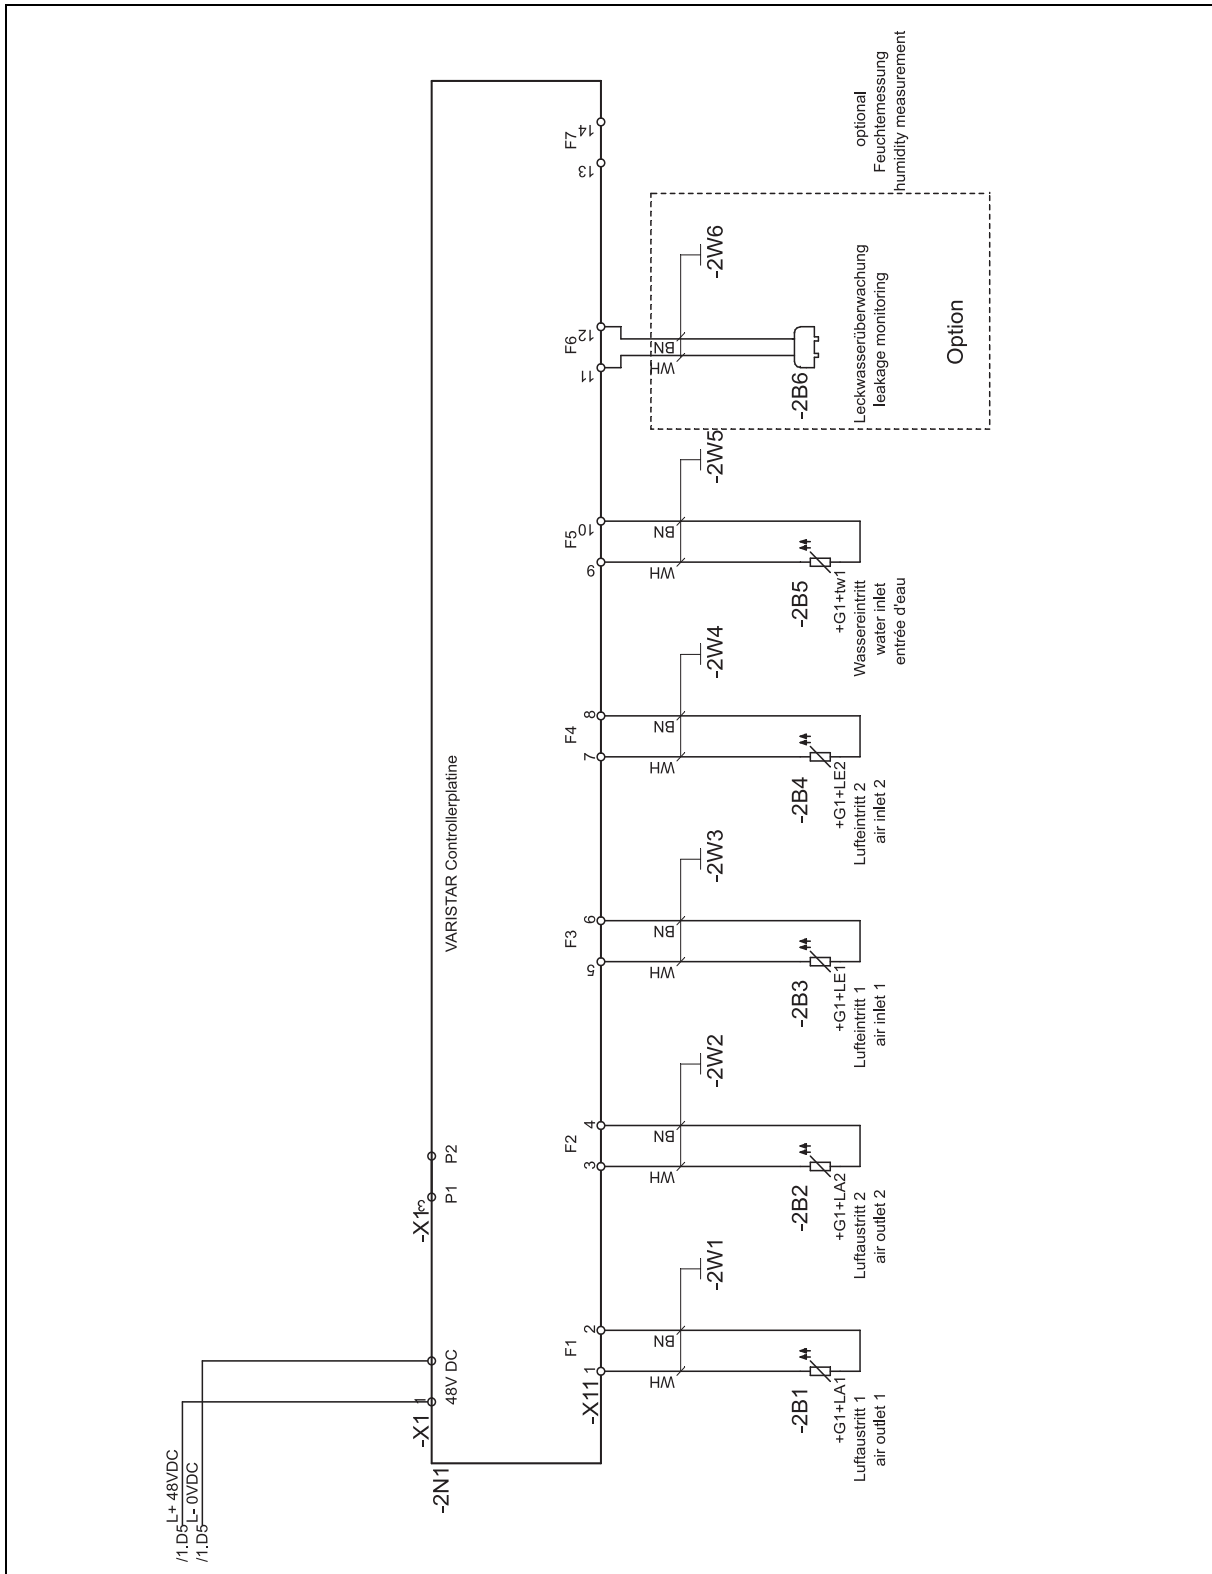 /1.D5 L+ 48VDC
/1.D5 L- 0VDC
-2N1
-X1 1
48V DC
-X13
P1
P2
VARISTAR Controllerplatine
-X11
F1
1
2
F2
3
4
F3
5
6
F4
7
8
F5
9
10
F6
11
12
F7
13
14
WH
BN
-2W1
WH
BN
-2W2
WH
BN
-2W3
WH
BN
-2W4
WH
BN
-2W5
WH
BN
-2W6
-2B1
+G1+LA1
Luftaustritt 1
air outlet 1
-2B2
+G1+LA2
Luftaustritt 2
air outlet 2
-2B3
+G1+LE1
Lufteintritt 1
air inlet 1
-2B4
+G1+LE2
Lufteintritt 2
air inlet 2
-2B5
+G1+tw1
Wassereintritt
water inlet
entrée d'eau
-2B6
Leckwasserüberwachung
leakage monitoring
Option
optional
Feuchtemessung
humidity measurement